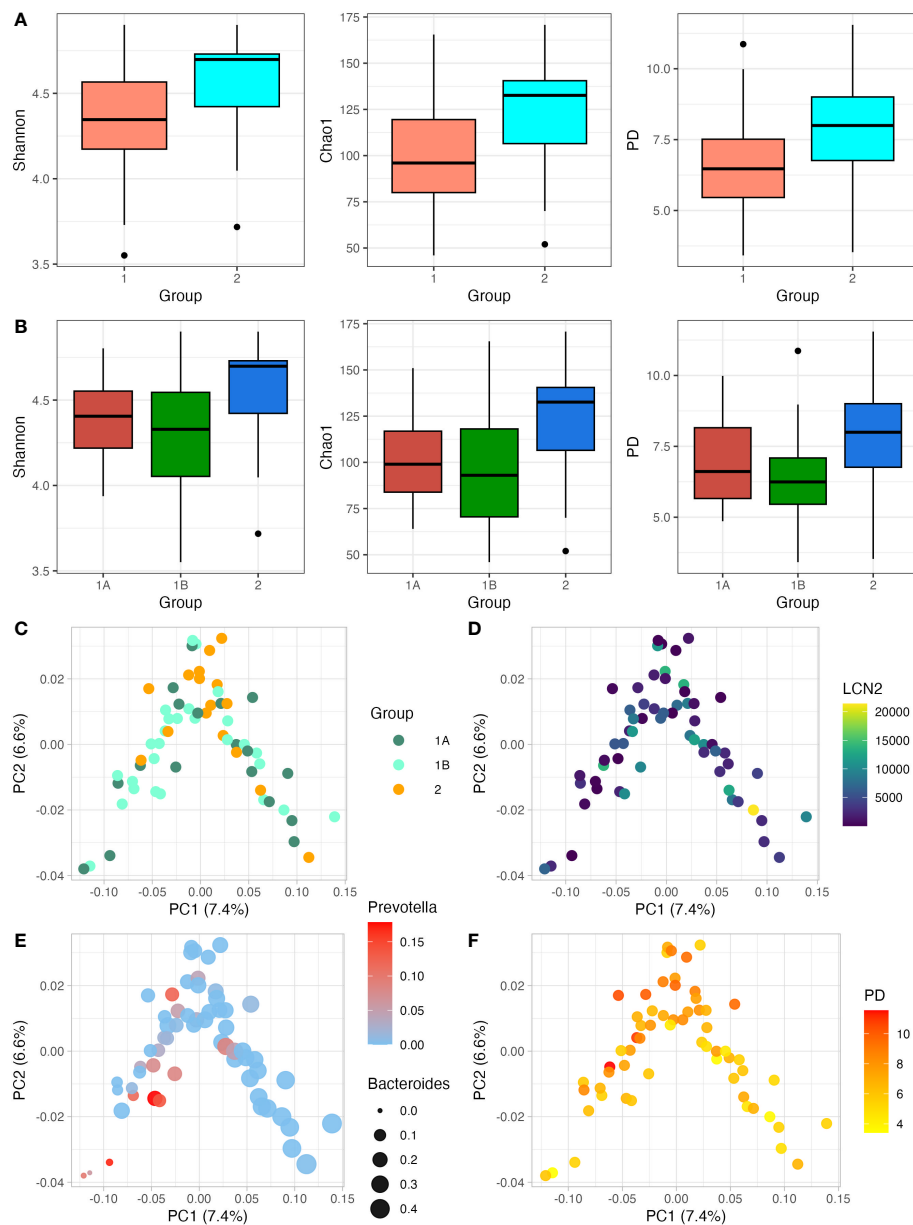 A
Shannon
4.5
4.0
3.5
1 2
Group
Chao1
175
150
125
100
75
50
1 2
Group
PD
10.0
7.5
5.0
1 2
Group
B
Shannon
4.5
4.0
3.5
1A 1B 2
Group
Chao1
175
150
125
100
75
50
1A 1B 2
Group
PD
10.0
7.5
5.0
1A 1B 2
Group
C
PC2 (6.6%)
0.02
0.00
-0.02
-0.04
-0.10 -0.05 0.00 0.05 0.10 0.15
PC1 (7.4%)
Group
1A
1B
2
D
PC2 (6.6%)
0.02
0.00
-0.02
-0.04
-0.10 -0.05 0.00 0.05 0.10 0.15
PC1 (7.4%)
LCN2
20000
15000
10000
5000
E
PC2 (6.6%)
0.02
0.00
-0.02
-0.04
-0.10 -0.05 0.00 0.05 0.10 0.15
PC1 (7.4%)
Prevotella
0.15
0.10
0.05
0.00
Bacteroides
0.0
0.1
0.2
0.3
0.4
F
PC2 (6.6%)
0.02
0.00
-0.02
-0.04
-0.10 -0.05 0.00 0.05 0.10 0.15
PC1 (7.4%)
PD
10
8
6
4